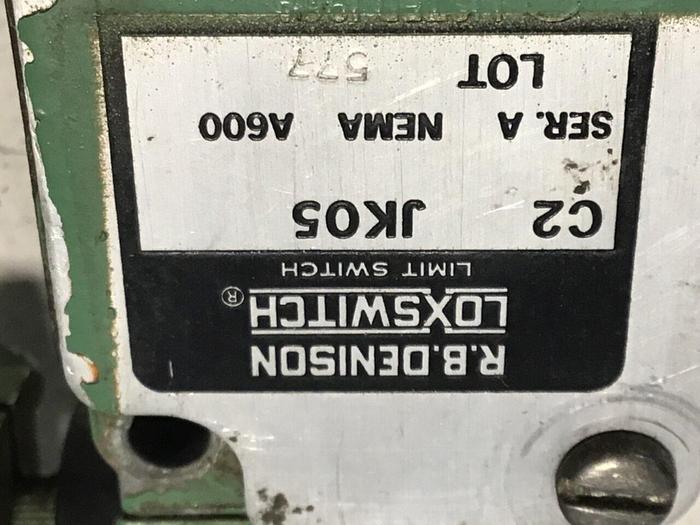 R.B.DENISON
LOXSWITCH®
LIMIT SWITCH
C2 JK05
SER. A NEMA A600
LOT 577